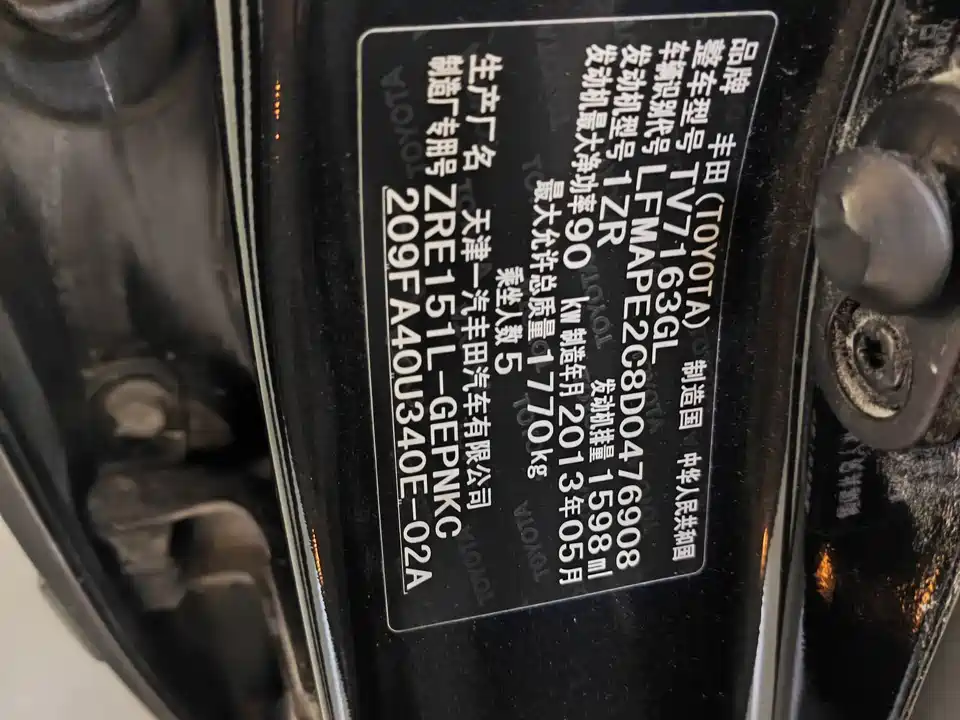 品牌 丰田(TOYOTA) 制造国 中华人民共和国
整车型号 TV7163GL
车辆识别代号 LFMAPE2C8D0476908
发动机型号 1ZR 发动机排量 1598 ml
发动机最大净功率 90 kW 制造年月 2013年05月
最大允许总质量 1770kg
乘坐人数 5
生产厂名 天津一汽丰田汽车有限公司
制造厂专用号 ZRE151L-GEPNKC
209FA40U340E-02A